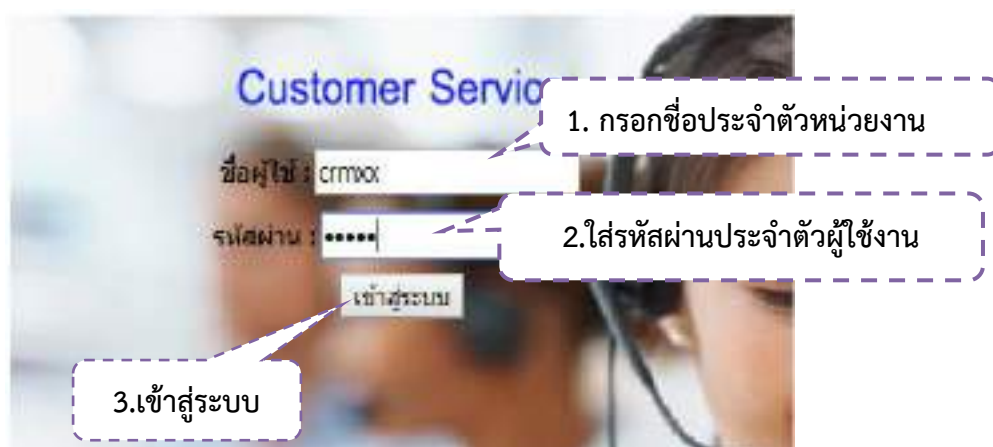 Customer Servic
1. กรอกชื่อประจำตัวหน่วยงาน
ชื่อผู้ใช้ : crmxx
รหัสผ่าน : •••••
2.ใส่รหัสผ่านประจำตัวผู้ใช้งาน
เข้าสู่ระบบ
3.เข้าสู่ระบบ